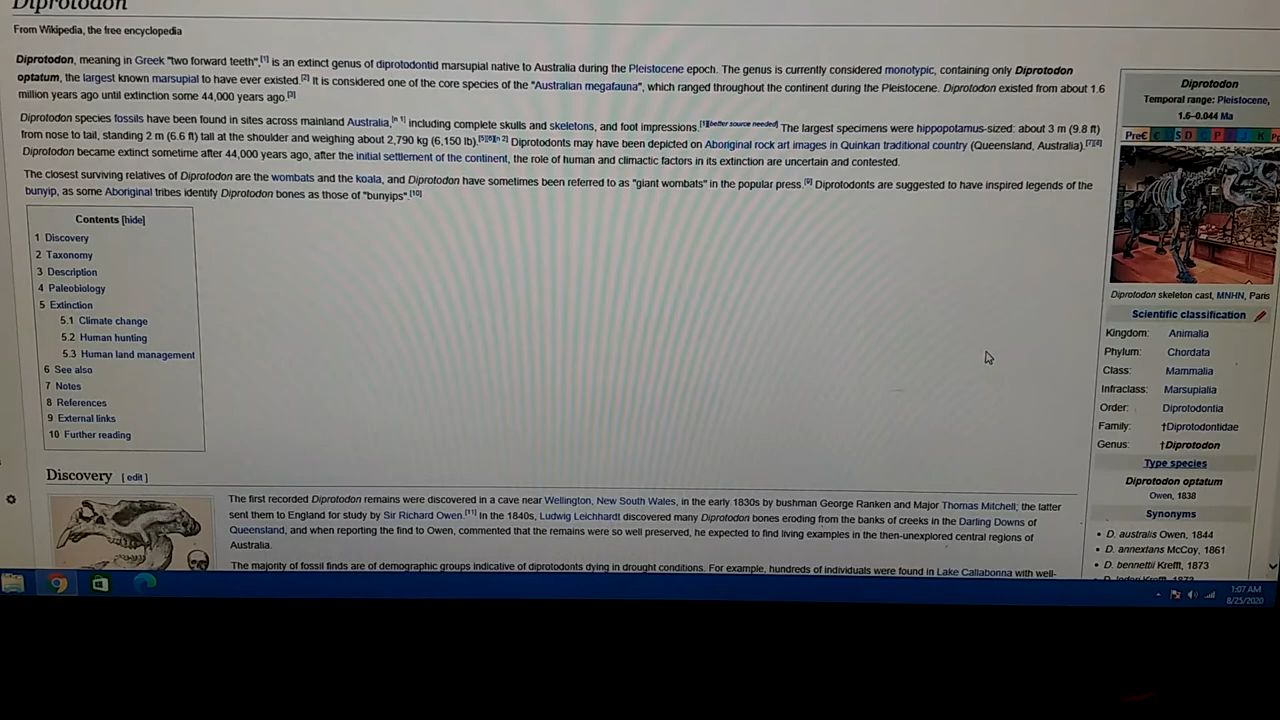 Diprotodon
From Wikipedia, the free encyclopedia
Diprotodon, meaning in Greek "two forward teeth",[1] is an extinct genus of diprotodontid marsupial native to Australia during the Pleistocene epoch. The genus is currently considered monotypic, containing only Diprotodon
optatum, the largest known marsupial to have ever existed.[2] It is considered one of the core species of the "Australian megafauna", which ranged throughout the continent during the Pleistocene. Diprotodon existed from about 1.6
million years ago until extinction some 44,000 years ago.[3]
Diprotodon species fossils have been found in sites across mainland Australia,[n 1] including complete skulls and skeletons, and foot impressions.[1][better source needed] The largest specimens were hippopotamus-sized: about 3 m (9.8 ft)
from nose to tail, standing 2 m (6.6 ft) tall at the shoulder and weighing about 2,790 kg (6,150 lb).[5][6][n 2] Diprotodonts may have been depicted on Aboriginal rock art images in Quinkan traditional country (Queensland, Australia).[7][8]
Diprotodon became extinct sometime after 44,000 years ago, after the initial settlement of the continent, the role of human and climactic factors in its extinction are uncertain and contested.
The closest surviving relatives of Diprotodon are the wombats and the koala, and Diprotodon have sometimes been referred to as "giant wombats" in the popular press.[9] Diprotodonts are suggested to have inspired legends of the
bunyip, as some Aboriginal tribes identify Diprotodon bones as those of "bunyips".[10]
Contents [hide]
1 Discovery
2 Taxonomy
3 Description
4 Paleobiology
5 Extinction
5.1 Climate change
5.2 Human hunting
5.3 Human land management
6 See also
7 Notes
8 References
9 External links
10 Further reading
Diprotodon
Temporal range: Pleistocene,
1.6–0.044 Ma
PreЄ Є O S D C P T J K
Diprotodon skeleton cast, MNHN, Paris
Scientific classification
Kingdom: Animalia
Phylum: Chordata
Class: Mammalia
Infraclass: Marsupialia
Order: Diprotodontia
Family: †Diprotodontidae
Genus: †Diprotodon
Type species
Diprotodon optatum
Owen, 1838
Synonyms
• D. australis Owen, 1844
• D. annextans McCoy, 1861
• D. bennettii Krefft, 1873
Discovery [ edit ]
The first recorded Diprotodon remains were discovered in a cave near Wellington, New South Wales, in the early 1830s by bushman George Ranken and Major Thomas Mitchell; the latter
sent them to England for study by Sir Richard Owen.[11] In the 1840s, Ludwig Leichhardt discovered many Diprotodon bones eroding from the banks of creeks in the Darling Downs of
Queensland, and when reporting the find to Owen, commented that the remains were so well preserved, he expected to find living examples in the then-unexplored central regions of
Australia.
The majority of fossil finds are of demographic groups indicative of diprotodonts dying in drought conditions. For example, hundreds of individuals were found in Lake Callabonna with well-
1:07 AM
8/25/2020